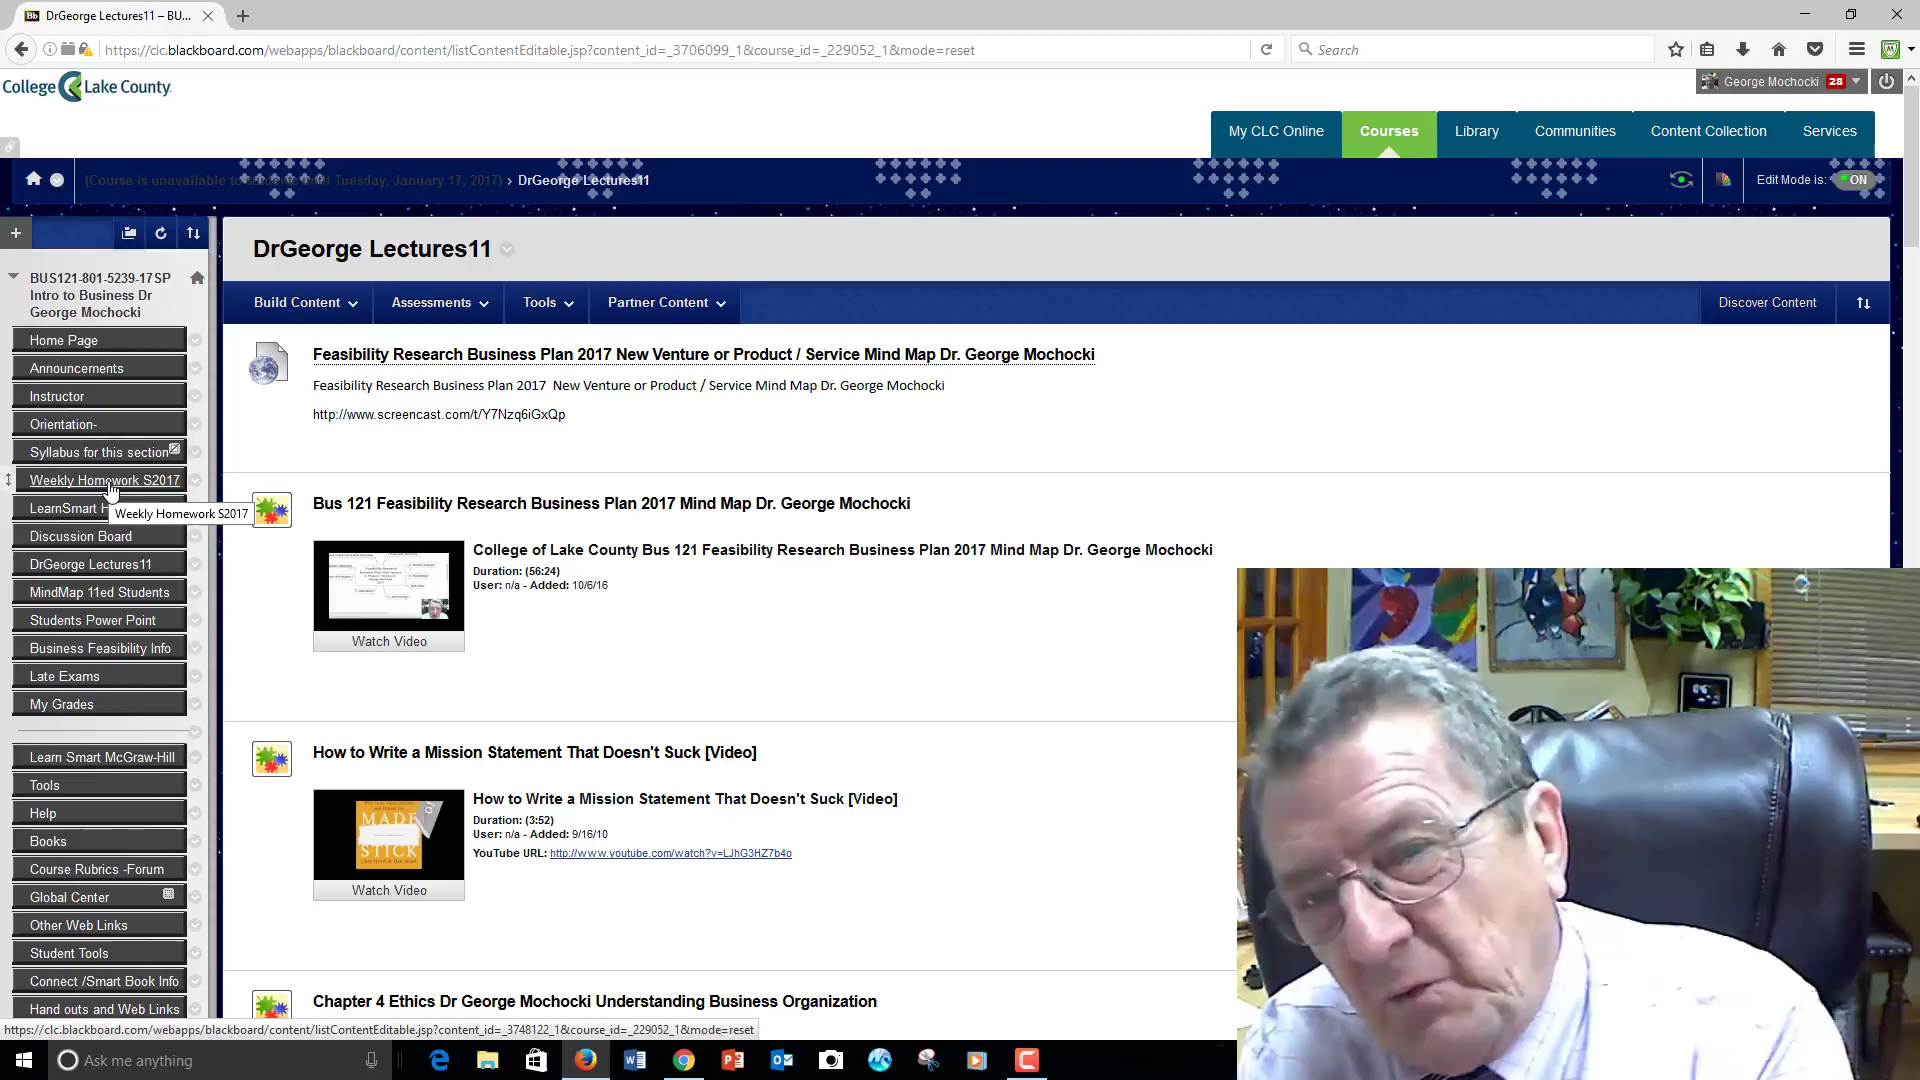 DrGeorge Lectures11 – BU...
https://clc.blackboard.com/webapps/blackboard/content/listContentEditable.jsp?content_id=_3706099_1&course_id=_229052_1&mode=reset
Search
College Lake County
George Mochocki 28
My CLC Online
Courses
Library
Communities
Content Collection
Services
(Course is unavailable to students until Tuesday, January 17, 2017) > DrGeorge Lectures11
Edit Mode is: ON
BUS121-801-5239-17SP
Intro to Business Dr
George Mochocki
Home Page
Announcements
Instructor
Orientation-
Syllabus for this section
Weekly Homework S2017
LearnSmart H
Weekly Homework S2017
Discussion Board
DrGeorge Lectures11
MindMap 11ed Students
Students Power Point
Business Feasibility Info
Late Exams
My Grades
Learn Smart McGraw-Hill
Tools
Help
Books
Course Rubrics -Forum
Global Center
Other Web Links
Student Tools
Connect /Smart Book Info
Hand outs and Web Links
DrGeorge Lectures11
Build Content
Assessments
Tools
Partner Content
Discover Content
Feasibility Research Business Plan 2017 New Venture or Product / Service Mind Map Dr. George Mochocki
Feasibility Research Business Plan 2017 New Venture or Product / Service Mind Map Dr. George Mochocki
http://www.screencast.com/t/Y7Nzq6iGxQp
Bus 121 Feasibility Research Business Plan 2017 Mind Map Dr. George Mochocki
College of Lake County Bus 121 Feasibility Research Business Plan 2017 Mind Map Dr. George Mochocki
Duration: (56:24)
User: n/a - Added: 10/6/16
Watch Video
How to Write a Mission Statement That Doesn't Suck [Video]
How to Write a Mission Statement That Doesn't Suck [Video]
Duration: (3:52)
User: n/a - Added: 9/16/10
YouTube URL: http://www.youtube.com/watch?v=LJhG3HZ7b4o
MADE
STICK
Watch Video
Chapter 4 Ethics Dr George Mochocki Understanding Business Organization
https://clc.blackboard.com/webapps/blackboard/content/listContentEditable.jsp?content_id=_3748122_1&course_id=_229052_1&mode=reset
Ask me anything